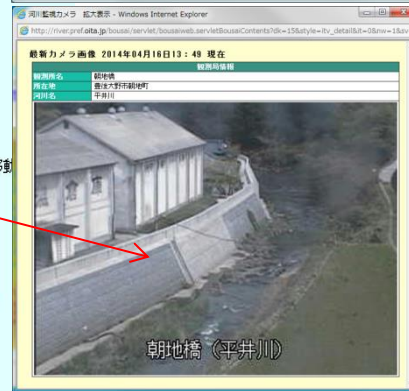 河川監視カメラ 拡大表示 - Windows Internet Explorer
http://river.pref.oita.jp/bousai/servlet/bousaiweb.servletBousaiContents?dk=15&style=itv_detail&it=0&nw=1&sv
最新カメラ画像 2014年04月16日13:49 現在
観測局情報
観測所名 朝地橋
所在地 豊後大野市朝地町
河川名 平井川
移動
朝地橋（平井川）